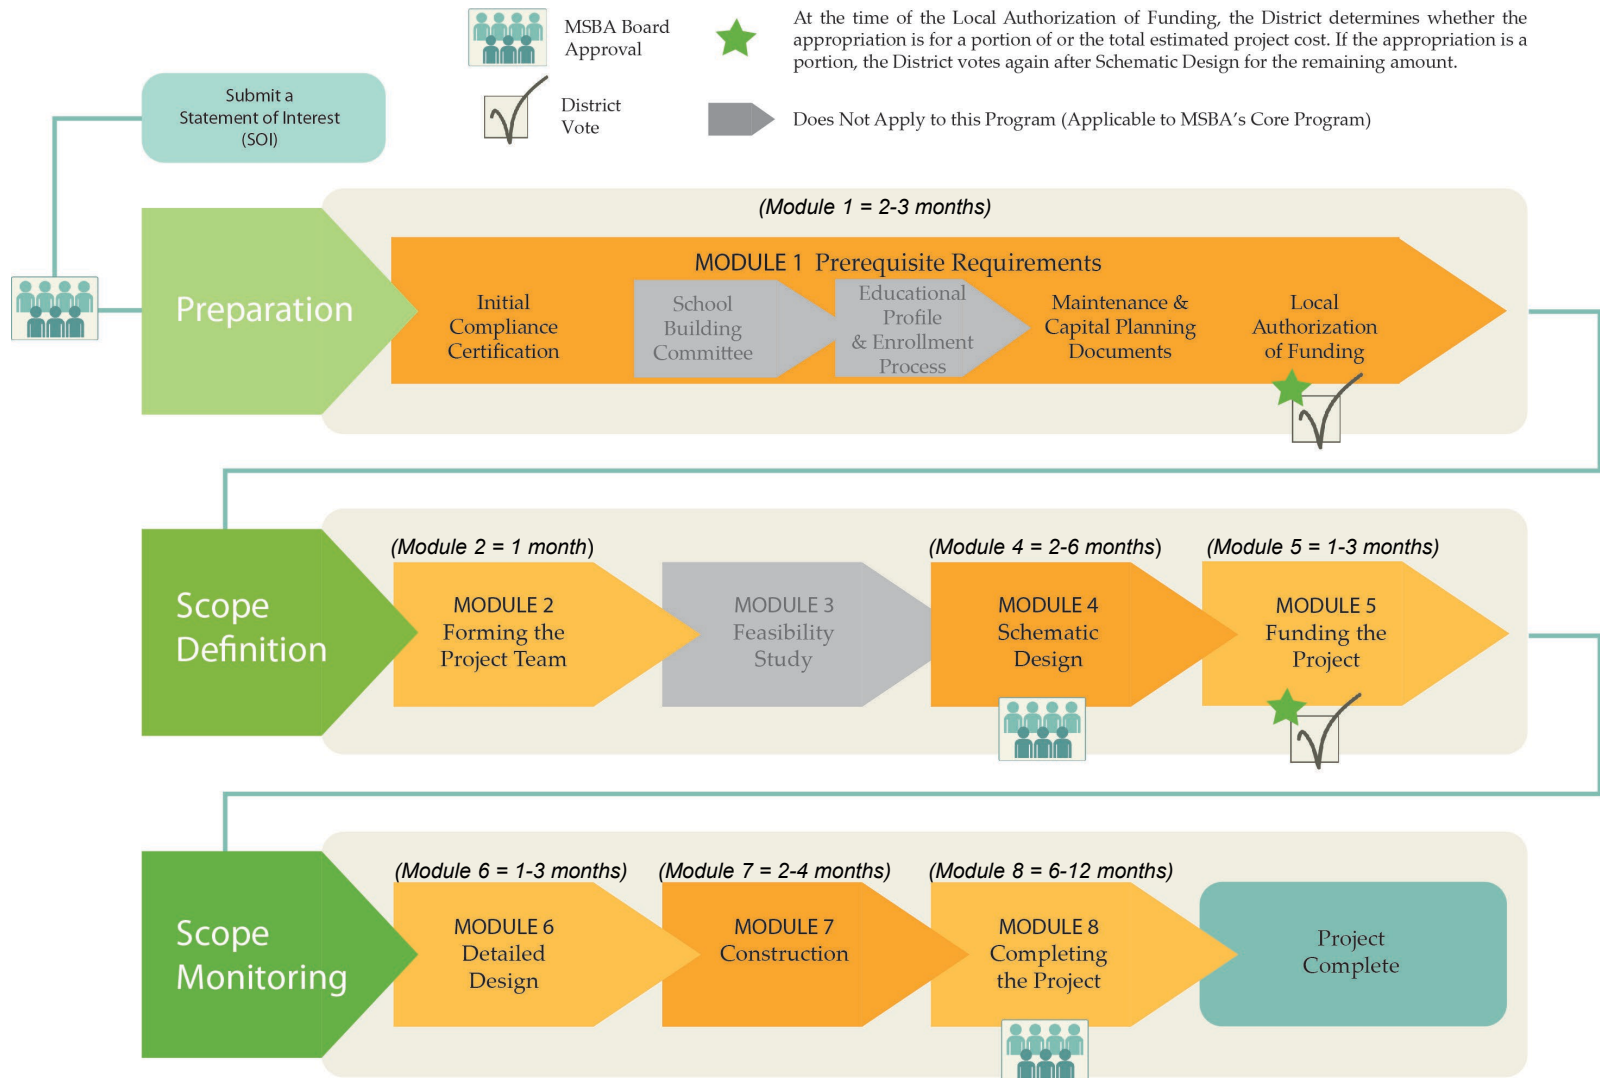 MSBA Board
Approval
At the time of the Local Authorization of Funding, the District determines whether the
appropriation is for a portion of or the total estimated project cost. If the appropriation is a
portion, the District votes again after Schematic Design for the remaining amount.
District
Vote
Does Not Apply to this Program (Applicable to MSBA's Core Program)
Submit a
Statement of Interest
(SOI)
Preparation
(Module 1 = 2-3 months)
MODULE 1 Prerequisite Requirements
Initial
Compliance
Certification
School
Building
Committee
Educational
Profile
& Enrollment
Process
Maintenance &
Capital Planning
Documents
Local
Authorization
of Funding
Scope
Definition
(Module 2 = 1 month)
MODULE 2
Forming the
Project Team
MODULE 3
Feasibility
Study
(Module 4 = 2-6 months)
MODULE 4
Schematic
Design
(Module 5 = 1-3 months)
MODULE 5
Funding the
Project
Scope
Monitoring
(Module 6 = 1-3 months)
MODULE 6
Detailed
Design
(Module 7 = 2-4 months)
MODULE 7
Construction
(Module 8 = 6-12 months)
MODULE 8
Completing
the Project
Project
Complete